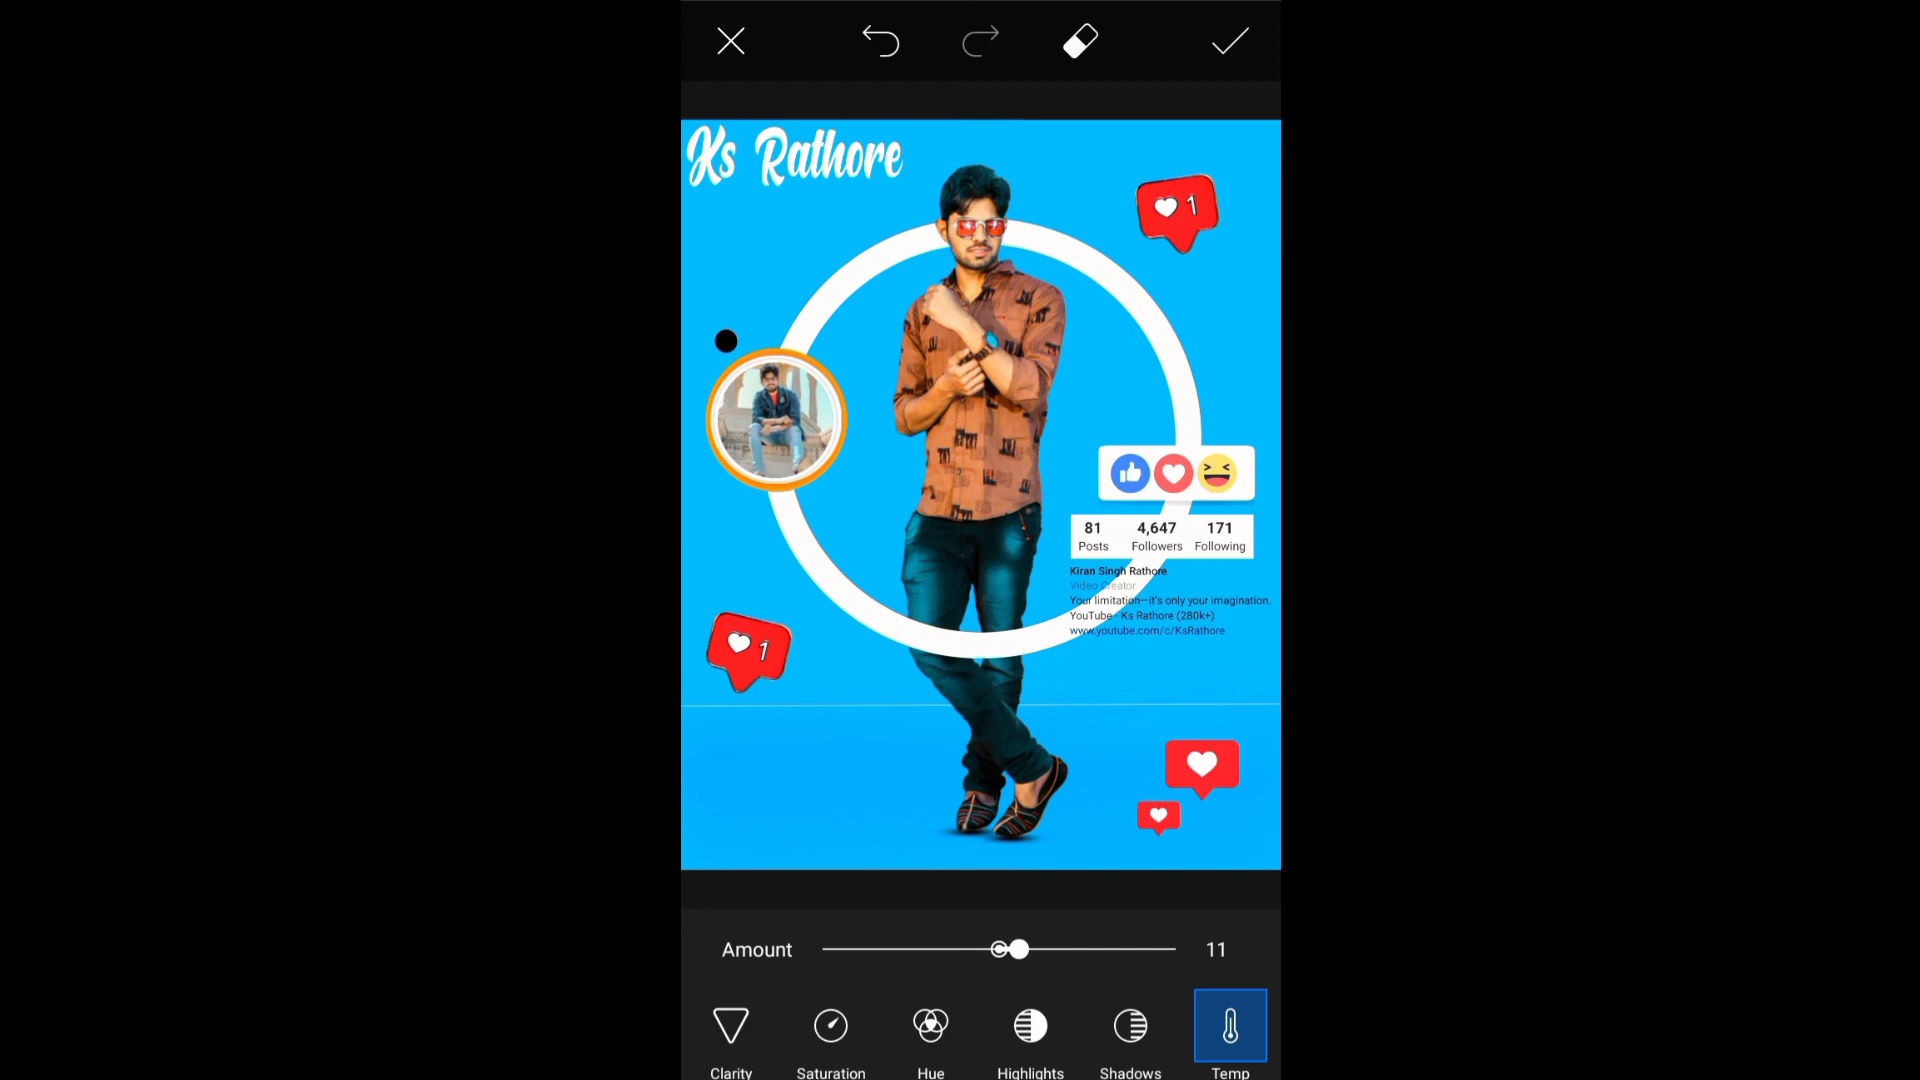 Ks Rathore
1
81 4,647 171
Posts Followers Following
Kiran Singh Rathore
Video Creator
Your limitation—it's only your imagination.
YouTube - Ks Rathore (280k+)
www.youtube.com/c/KsRathore
1
Amount 11
Clarity Saturation Hue Highlights Shadows Temp